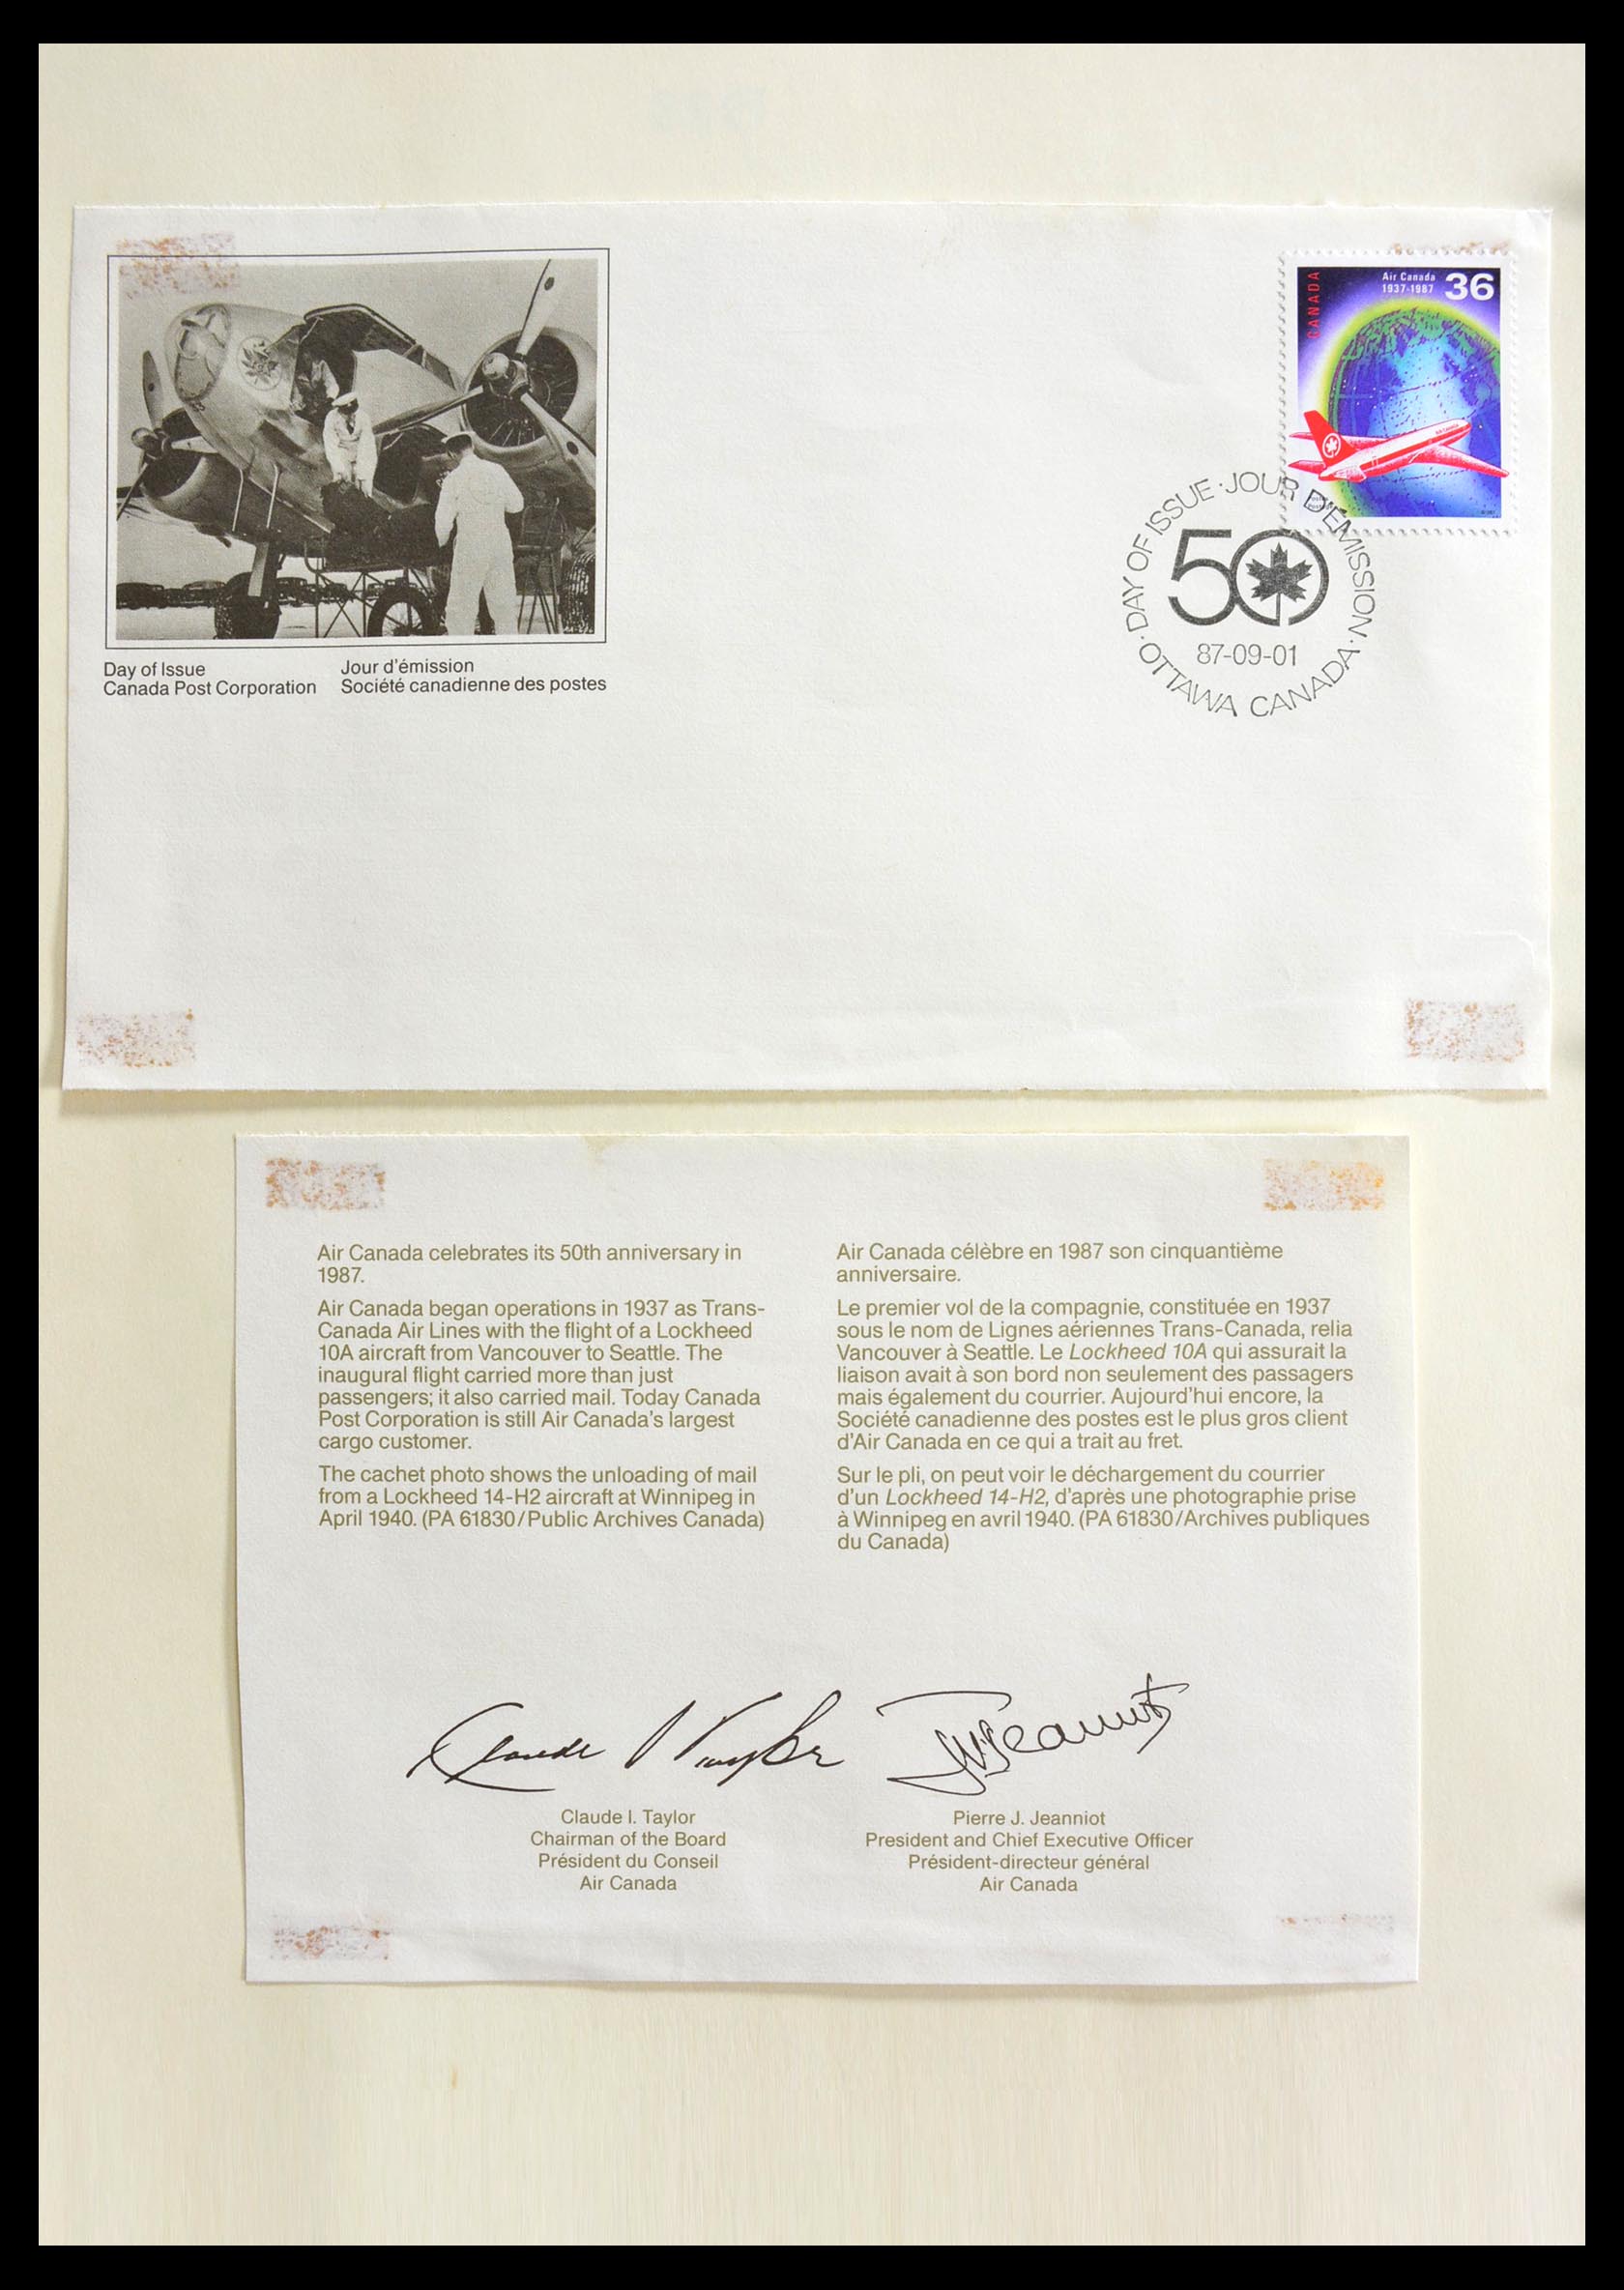 Air Canada
1937-1987
36
CANADA
DAY OF ISSUE · JOUR D'ÉMISSION ·
50
87-09-01
OTTAWA CANADA ·
Day of Issue
Canada Post Corporation
Jour d'émission
Société canadienne des postes
Air Canada celebrates its 50th anniversary in
1987.
Air Canada began operations in 1937 as Trans-
Canada Air Lines with the flight of a Lockheed
10A aircraft from Vancouver to Seattle. The
inaugural flight carried more than just
passengers; it also carried mail. Today Canada
Post Corporation is still Air Canada's largest
cargo customer.
The cachet photo shows the unloading of mail
from a Lockheed 14-H2 aircraft at Winnipeg in
April 1940. (PA 61830/Public Archives Canada)
Air Canada célèbre en 1987 son cinquantième
anniversaire.
Le premier vol de la compagnie, constituée en 1937
sous le nom de Lignes aériennes Trans-Canada, relia
Vancouver à Seattle. Le Lockheed 10A qui assurait la
liaison avait à son bord non seulement des passagers
mais également du courrier. Aujourd'hui encore, la
Société canadienne des postes est le plus gros client
d'Air Canada en ce qui a trait au fret.
Sur le pli, on peut voir le déchargement du courrier
d'un Lockheed 14-H2, d'après une photographie prise
à Winnipeg en avril 1940. (PA 61830/Archives publiques
du Canada)
Claude I. Taylor
Claude I. Taylor
Chairman of the Board
Président du Conseil
Air Canada
PJJeanniot
Pierre J. Jeanniot
President and Chief Executive Officer
Président-directeur général
Air Canada